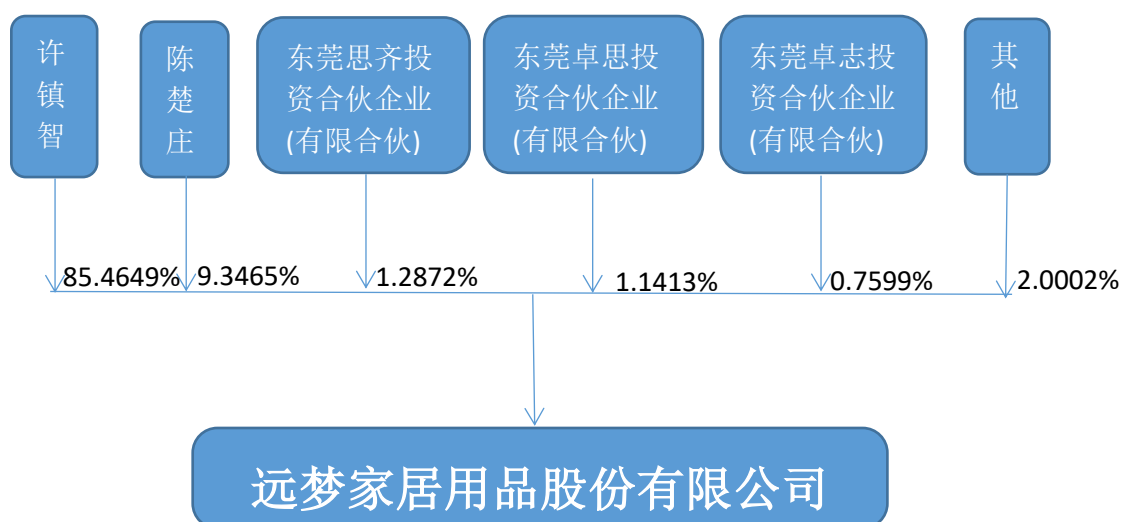 许
镇
智
陈
楚
庄
东莞思齐投
资合伙企业
(有限合伙)
东莞卓思投
资合伙企业
(有限合伙)
东莞卓志投
资合伙企业
(有限合伙)
其
他
85.4649%
9.3465%
1.2872%
1.1413%
0.7599%
2.0002%
远梦家居用品股份有限公司